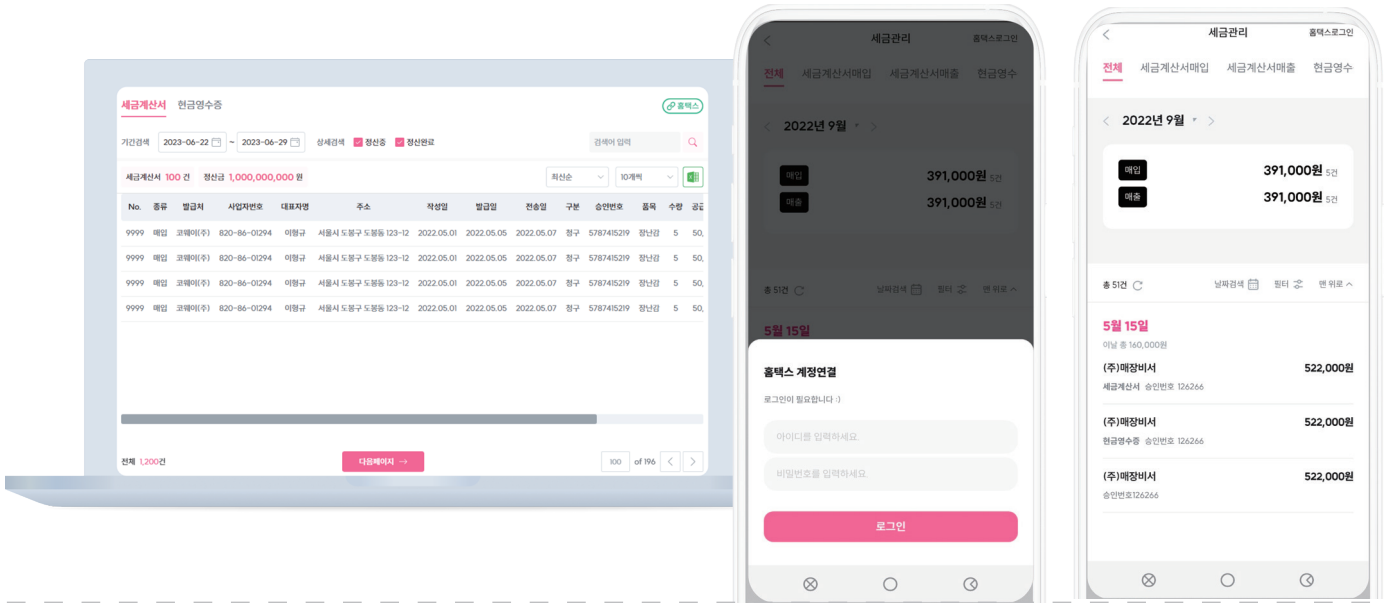 세금계산서 현금영수증 홈텍스
기간검색 2023-06-22 ~ 2023-06-29 상세검색 정산중 정산완료 검색어 입력
세금계산서 100 건 정산금 1,000,000,000 원 최신순 10개씩
No. 종류 발급처 사업자번호 대표자명 주소 작성일 발급일 전송일 구분 승인번호 품목 수량 공급
9999 매입 코웨이(주) 820-86-01294 이형규 서울시 도봉구 도봉동 123-12 2022.05.01 2022.05.05 2022.05.07 청구 5787415219 장난감 5 50,
9999 매입 코웨이(주) 820-86-01294 이형규 서울시 도봉구 도봉동 123-12 2022.05.01 2022.05.05 2022.05.07 청구 5787415219 장난감 5 50,
9999 매입 코웨이(주) 820-86-01294 이형규 서울시 도봉구 도봉동 123-12 2022.05.01 2022.05.05 2022.05.07 청구 5787415219 장난감 5 50,
9999 매입 코웨이(주) 820-86-01294 이형규 서울시 도봉구 도봉동 123-12 2022.05.01 2022.05.05 2022.05.07 청구 5787415219 장난감 5 50,
전체 1,200건 다음페이지 → 100 of 196
세금관리 홈택스로그인
전체 세금계산서매입 세금계산서매출 현금영수
2022년 9월
매입 391,000원 5건
매출 391,000원 5건
총 51건 날짜검색 필터 맨 위로
5월 15일
홈택스 계정연결
로그인이 필요합니다 :)
아이디를 입력하세요.
비밀번호를 입력하세요.
로그인
세금관리 홈택스로그인
전체 세금계산서매입 세금계산서매출 현금영수
2022년 9월
매입 391,000원 5건
매출 391,000원 5건
총 51건 날짜검색 필터 맨 위로
5월 15일
이날 총 160,000원
(주)매장비서 522,000원
세금계산서 승인번호 126266
(주)매장비서 522,000원
현금영수증 승인번호 126266
(주)매장비서 522,000원
승인번호126266